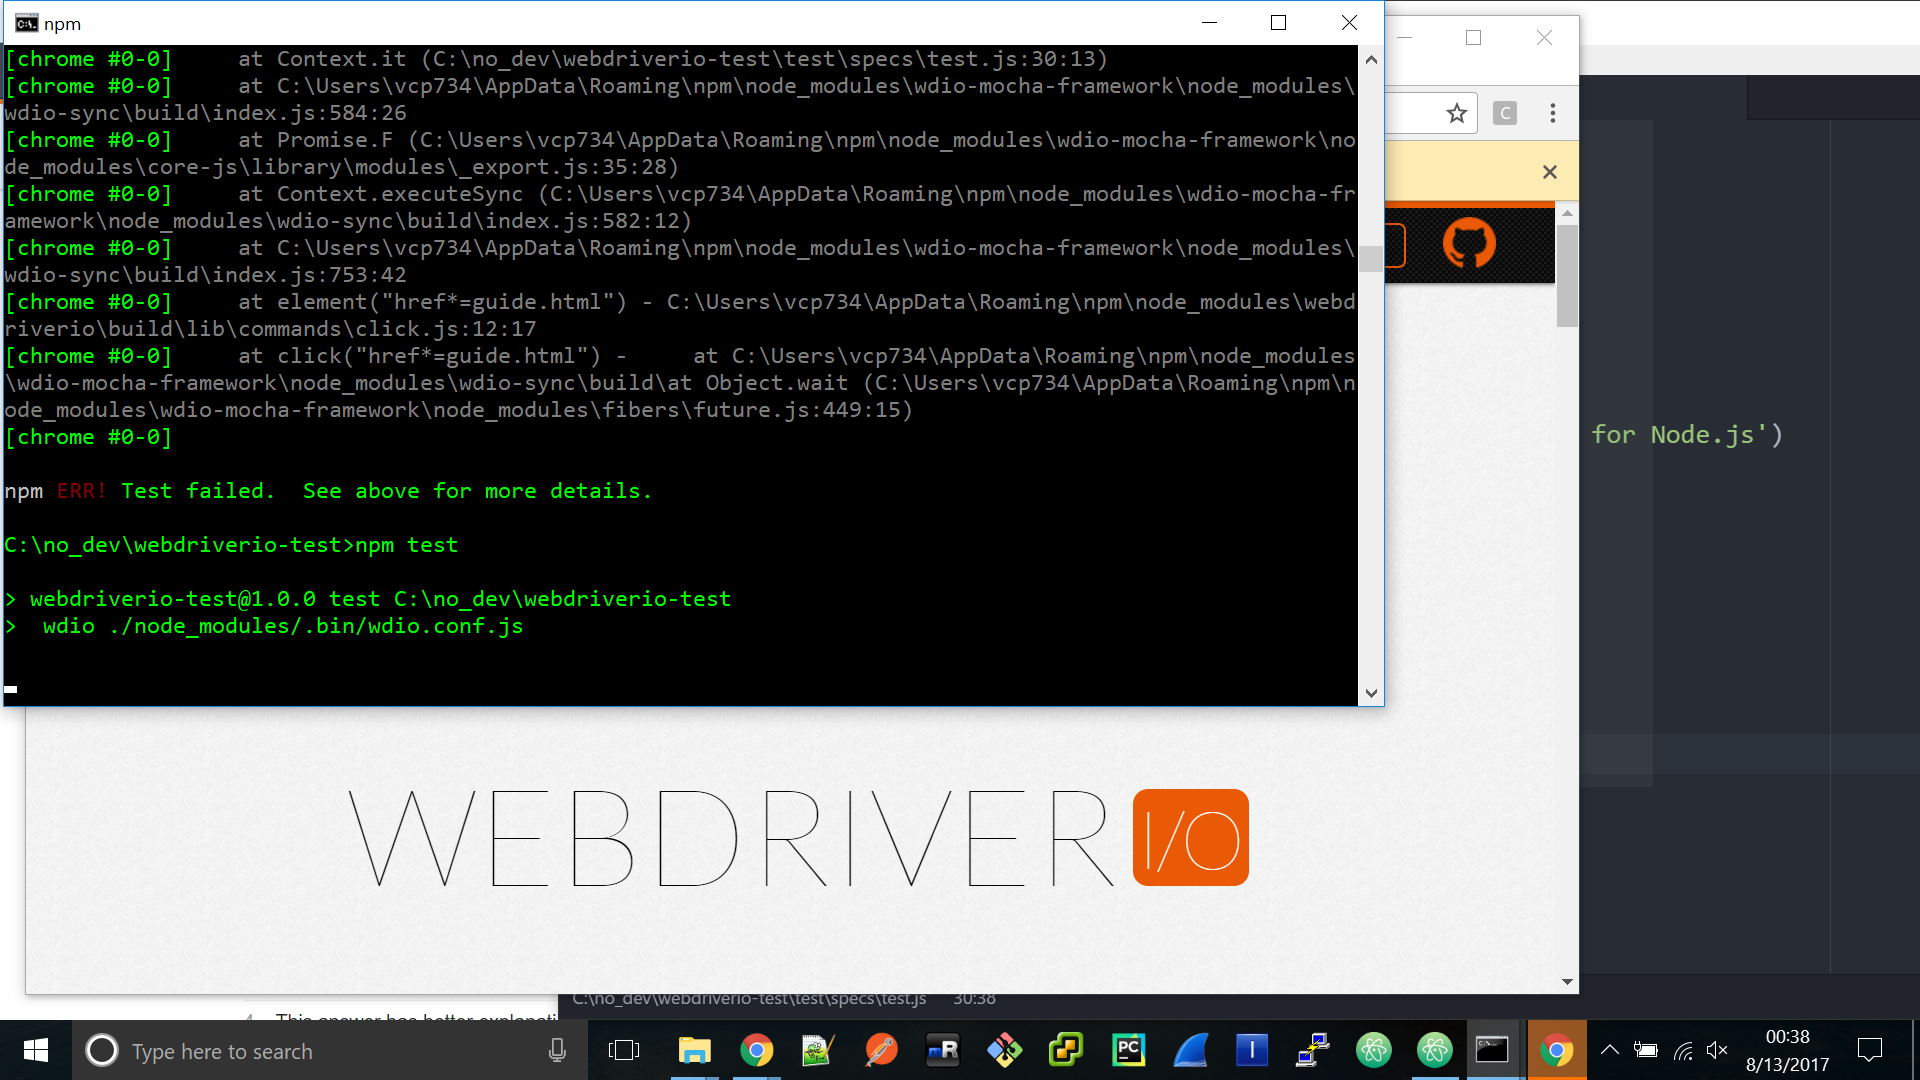 npm
[chrome #0-0]     at Context.it (C:\no_dev\webdriverio-test\test\specs\test.js:30:13)
[chrome #0-0]     at C:\Users\vcp734\AppData\Roaming\npm\node_modules\wdio-mocha-framework\node_modules\
wdio-sync\build\index.js:584:26
[chrome #0-0]     at Promise.F (C:\Users\vcp734\AppData\Roaming\npm\node_modules\wdio-mocha-framework\no
de_modules\core-js\library\modules\_export.js:35:28)
[chrome #0-0]     at Context.executeSync (C:\Users\vcp734\AppData\Roaming\npm\node_modules\wdio-mocha-fr
amework\node_modules\wdio-sync\build\index.js:582:12)
[chrome #0-0]     at C:\Users\vcp734\AppData\Roaming\npm\node_modules\wdio-mocha-framework\node_modules\
wdio-sync\build\index.js:753:42
[chrome #0-0]     at element("href*=guide.html") - C:\Users\vcp734\AppData\Roaming\npm\node_modules\webd
riverio\build\lib\commands\click.js:12:17
[chrome #0-0]     at click("href*=guide.html") -     at C:\Users\vcp734\AppData\Roaming\npm\node_modules
\wdio-mocha-framework\node_modules\wdio-sync\build\at Object.wait (C:\Users\vcp734\AppData\Roaming\npm\n
ode_modules\wdio-mocha-framework\node_modules\fibers\future.js:449:15)
[chrome #0-0]
npm ERR! Test failed.  See above for more details.
C:\no_dev\webdriverio-test>npm test
> webdriverio-test@1.0.0 test C:\no_dev\webdriverio-test
>  wdio ./node_modules/.bin/wdio.conf.js
C
for Node.js')
WEBDRIVER I/O
C:\no_dev\webdriverio-test\test\specs\test.js 30:38
This answer has better
Type here to search
mR
PC
I
00:38
8/13/2017